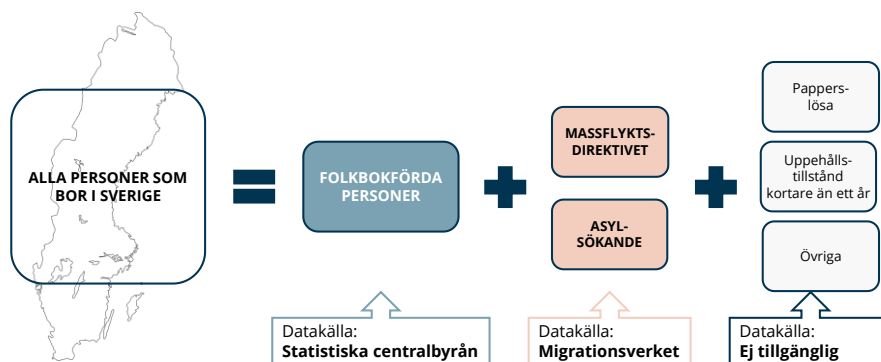 ALLA PERSONER SOM
BOR I SVERIGE
FOLKBOKFÖRDA
PERSONER
MASSFLYKTS-
DIREKTIVET
ASYL-
SÖKANDE
Pappers-
lösa
Uppehålls-
tillstånd
kortare än ett år
Övriga
Datakälla:
Statistiska centralbyrån
Datakälla:
Migrationsverket
Datakälla:
Ej tillgänglig